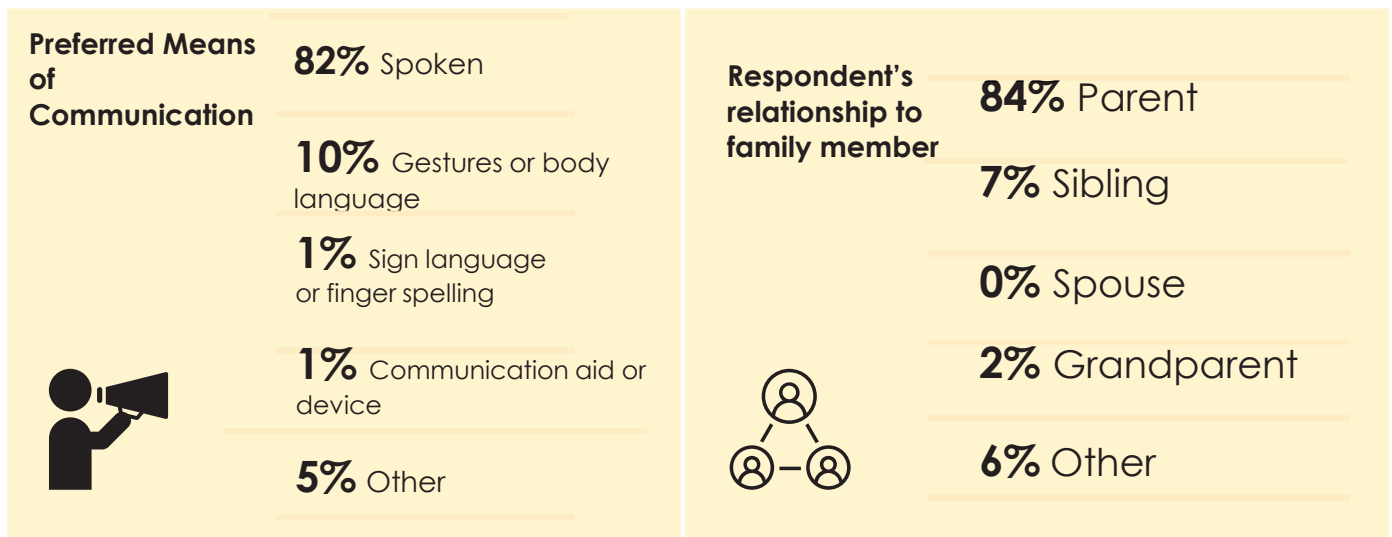 Preferred Means
of
Communication
82% Spoken
10% Gestures or body
language
1% Sign language
or finger spelling
1% Communication aid or
device
5% Other
Respondent’s
relationship to
family member
84% Parent
7% Sibling
0% Spouse
2% Grandparent
6% Other